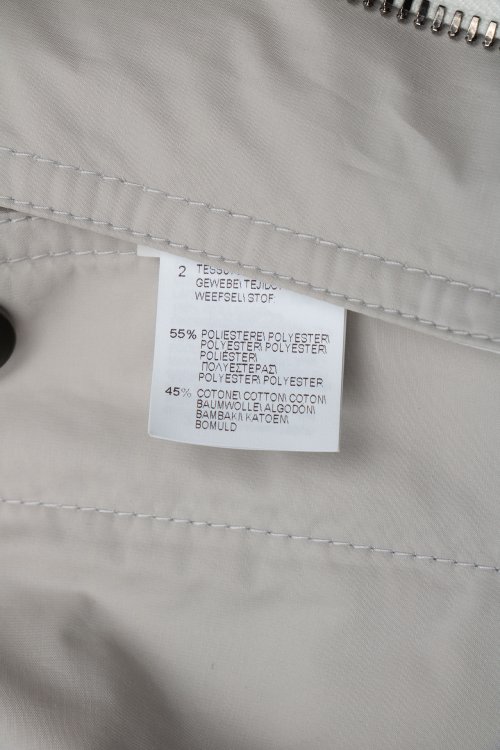 2
GEWEBE\TEJIDO\
WEEFSEL\STOF
55% POLIESTERE\POLYESTER\
POLYESTER\POLYESTER\
POLIÉSTER\
ΠΟΛΥΕΣΤΕΡΑΣ\
POLYESTER\POLYESTER
45% COTONE\COTTON\COTON\
BAUMWOLLE\ALGODÓN\
BAMBAKI\KATOEN\
BOMULD